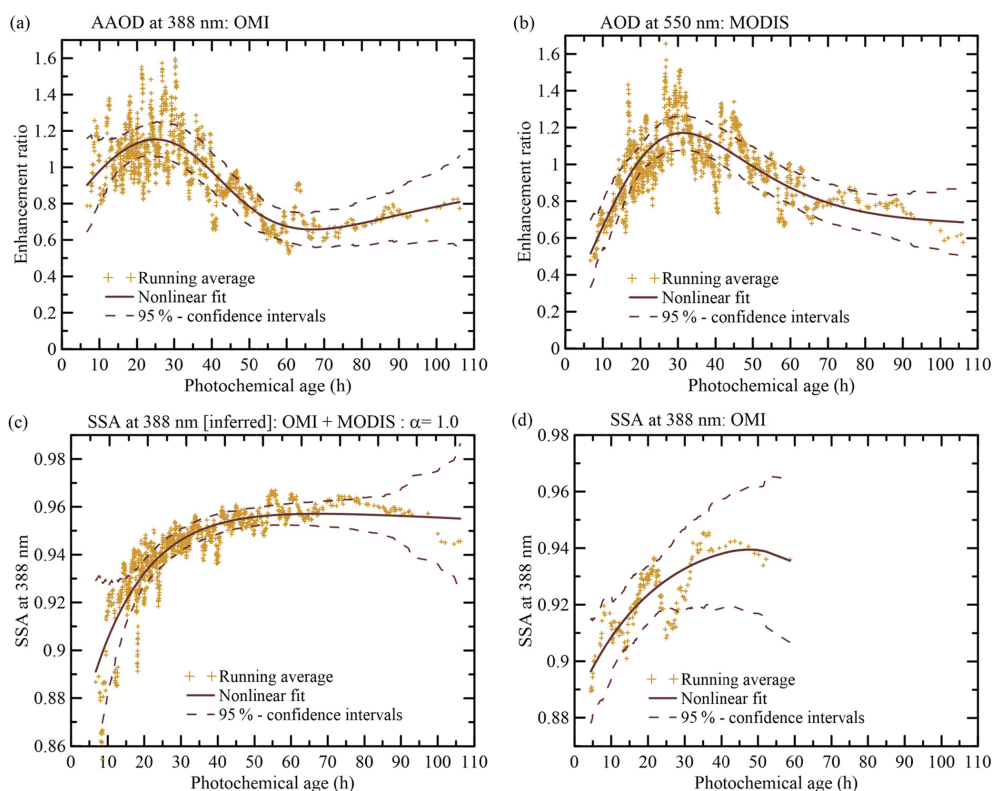 (a) AAOD at 388 nm: OMI
Enhancement ratio
1.6
1.4
1.2
1
0.8
0.6
0.4
0.2
0
Running average
Nonlinear fit
95 % - confidence intervals
0 10 20 30 40 50 60 70 80 90 100 110
Photochemical age (h)
(b) AOD at 550 nm: MODIS
Enhancement ratio
1.6
1.4
1.2
1
0.8
0.6
0.4
0.2
0
Running average
Nonlinear fit
95 % - confidence intervals
0 10 20 30 40 50 60 70 80 90 100 110
Photochemical age (h)
(c) SSA at 388 nm [inferred]: OMI + MODIS : α= 1.0
SSA at 388 nm
0.98
0.96
0.94
0.92
0.9
0.88
0.86
Running average
Nonlinear fit
95 % - confidence intervals
0 10 20 30 40 50 60 70 80 90 100 110
Photochemical age (h)
(d) SSA at 388 nm: OMI
SSA at 388 nm
0.98
0.96
0.94
0.92
0.9
0.88
Running average
Nonlinear fit
95 % - confidence intervals
0 10 20 30 40 50 60 70 80 90 100 110
Photochemical age (h)